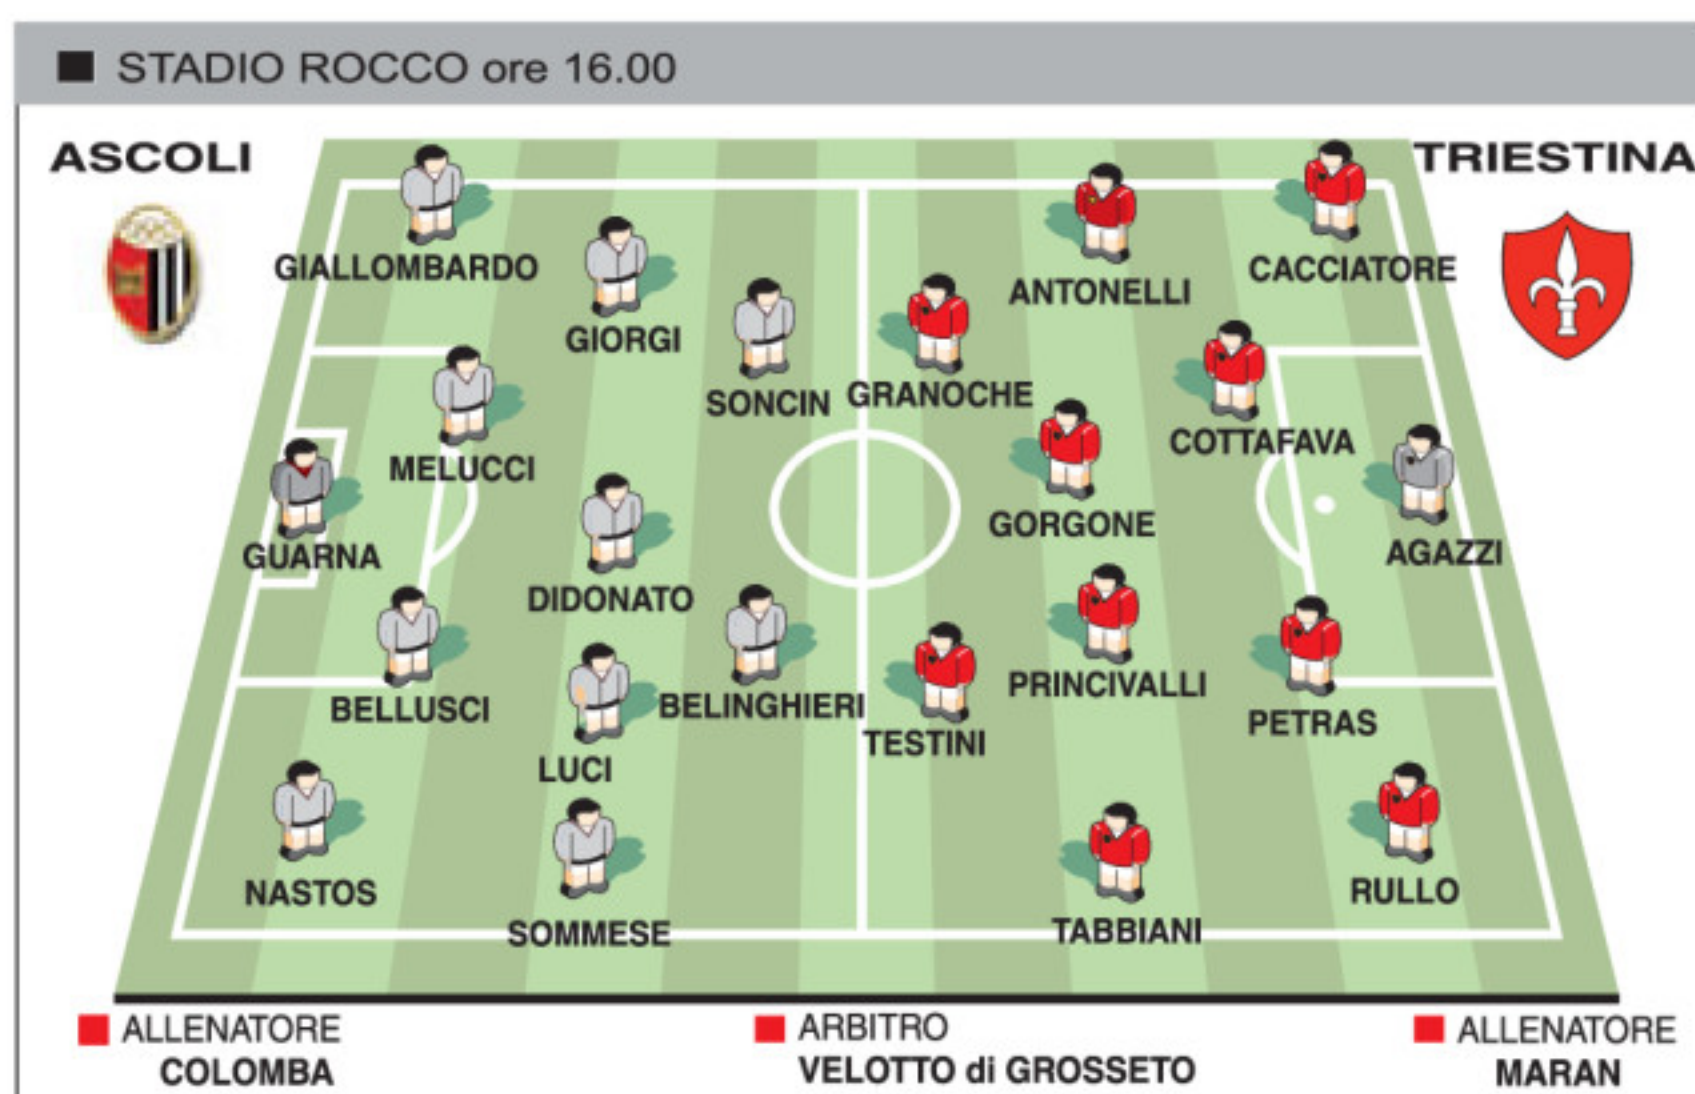 STADIO ROCCO ore 16.00
ASCOLI
TRIESTINA
GIALLOMBARDO
GIORGI
SONCIN
MELUCCI
GUARNA
DIDONATO
BELLUSCI
BELINGHIERI
LUCI
NASTOS
SOMMESE
ANTONELLI
CACCIATORE
GRANOCHE
COTTAFAVA
GORGONE
AGAZZI
PRINCIVALLI
PETRAS
TESTINI
RULLO
TABBIANI
ALLENATORE
COLOMBA
ARBITRO
VELOTTO di GROSSETO
ALLENATORE
MARAN